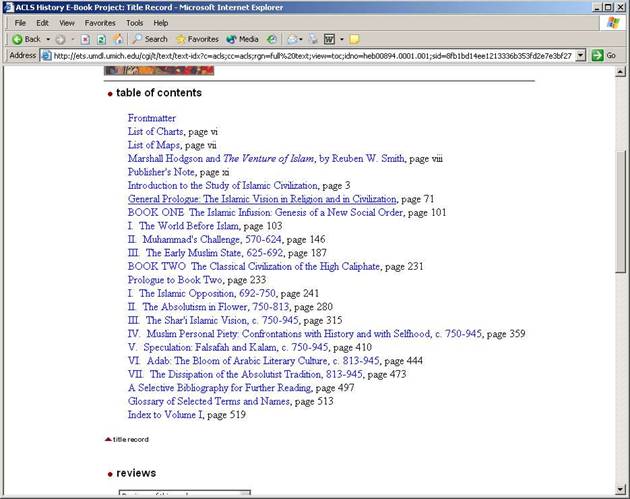 ACLS History E-Book Project: Title Record - Microsoft Internet Explorer
File Edit View Favorites Tools Help
Back Search Favorites Media
Address http://ets.umdl.umich.edu/cgi/t/text/text-idx?c=acls;cc=acls;rgn=full%20text;view=toc;idno=heb00894.0001.001;sid=8fb1bd14ee1213336b353fd2e7e3bf27 Go
table of contents
Frontmatter
List of Charts, page vi
List of Maps, page vii
Marshall Hodgson and The Venture of Islam, by Reuben W. Smith, page viii
Publisher's Note, page xi
Introduction to the Study of Islamic Civilization, page 3
General Prologue: The Islamic Vision in Religion and in Civilization, page 71
BOOK ONE The Islamic Infusion: Genesis of a New Social Order, page 101
I. The World Before Islam, page 103
II. Muhammad's Challenge, 570-624, page 146
III. The Early Muslim State, 625-692, page 187
BOOK TWO The Classical Civilization of the High Caliphate, page 231
Prologue to Book Two, page 233
I. The Islamic Opposition, 692-750, page 241
II. The Absolutism in Flower, 750-813, page 280
III. The Shar'i Islamic Vision, c. 750-945, page 315
IV. Muslim Personal Piety: Confrontations with History and with Selfhood, c. 750-945, page 359
V. Speculation: Falsafah and Kalam, c. 750-945, page 410
VI. Adab: The Bloom of Arabic Literary Culture, c. 813-945, page 444
VII. The Dissipation of the Absolutist Tradition, 813-945, page 473
A Selective Bibliography for Further Reading, page 497
Glossary of Selected Terms and Names, page 513
Index to Volume I, page 519
title record
reviews